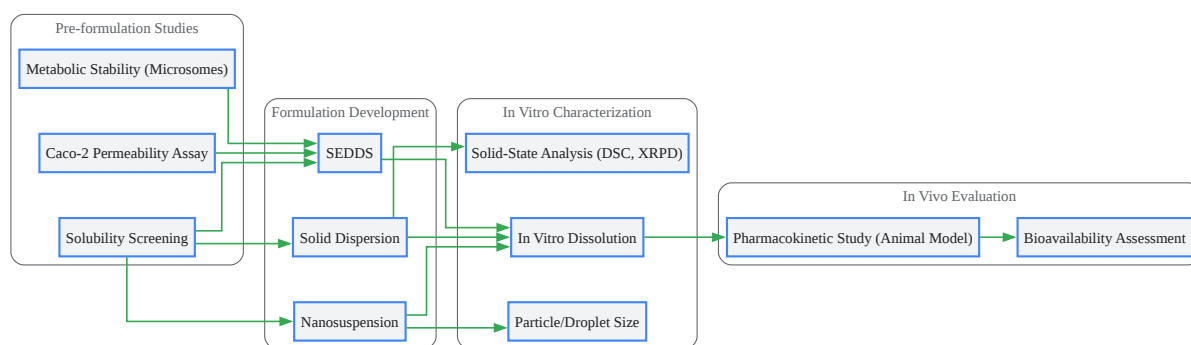 Pre-formulation Studies
Metabolic Stability (Microsomes)
Caco-2 Permeability Assay
Solubility Screening
Formulation Development
SEDDS
Solid Dispersion
Nanosuspension
In Vitro Characterization
Solid-State Analysis (DSC, XRPD)
In Vitro Dissolution
Particle/Droplet Size
In Vivo Evaluation
Pharmacokinetic Study (Animal Model)
Bioavailability Assessment